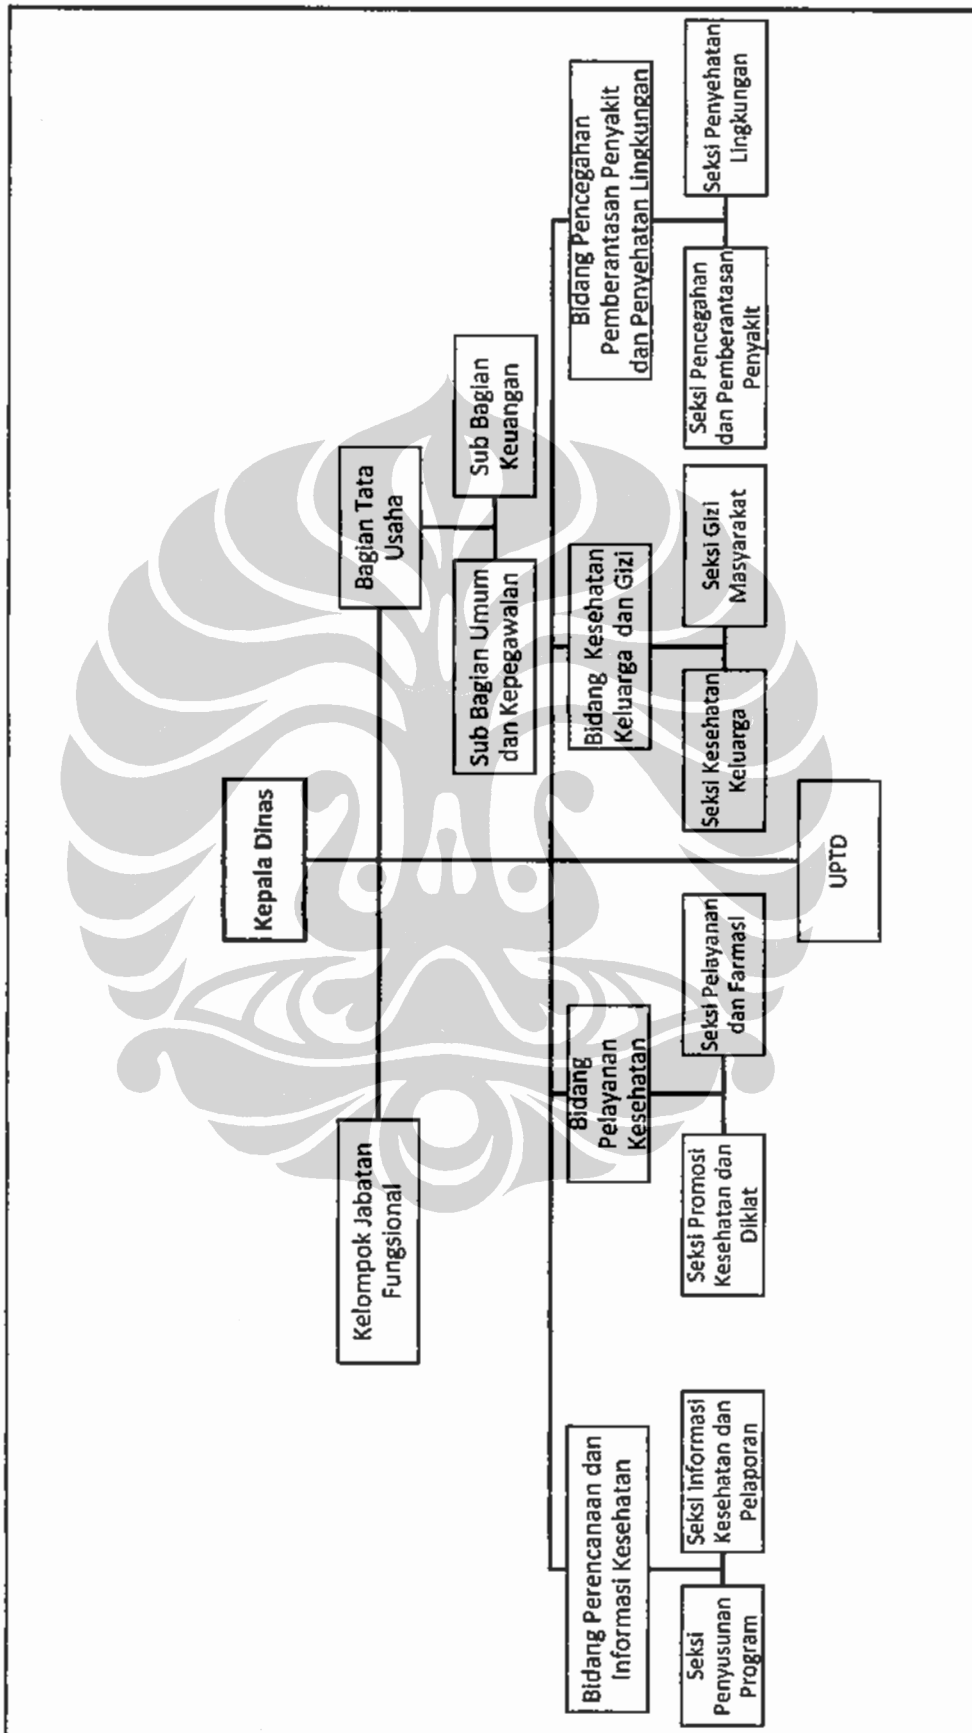 Kepala Dinas
Kelompok Jabatan
Fungsional
Bagian Tata
Usaha
Sub Bagian Umum
dan Kepegawaian
Sub Bagian
Keuangan
Bidang Perencanaan dan
Informasi Kesehatan
Bidang
Pelayanan
Kesehatan
Bidang Kesehatan
Keluarga dan Gizi
Bidang Pencegahan
Pemberantasan Penyakit
dan Penyehatan Lingkungan
Seksi
Penyusunan
Program
Seksi Informasi
Kesehatan dan
Pelaporan
Seksi Promosi
Kesehatan dan
Diklat
Seksi Pelayanan
dan Farmasi
Seksi Kesehatan
Keluarga
Seksi Gizi
Masyarakat
Seksi Pencegahan
dan Pemberantasan
Penyakit
Seksi Penyehatan
Lingkungan
UPTD